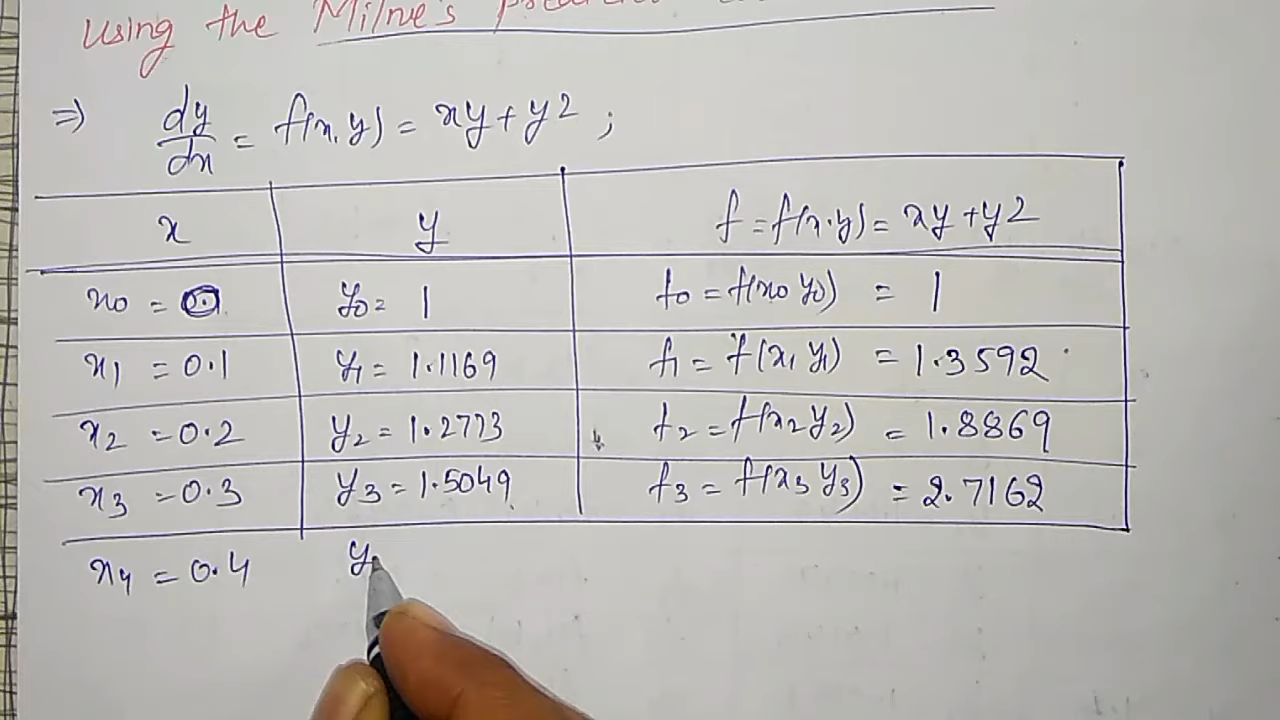 using the Milne's
⇒ dy/dx = f(x, y) = xy + y2 ;
x y f = f(x.y) = xy + y2
x0 = 0 y0 = 1 f0 = f(x0 y0) = 1
x1 = 0.1 y1 = 1.1169 f1 = f(x1 y1) = 1.3592
x2 = 0.2 y2 = 1.2773 f2 = f(x2 y2) = 1.8869
x3 = 0.3 y3 = 1.5049 f3 = f(x3 y3) = 2.7162
x4 = 0.4 y